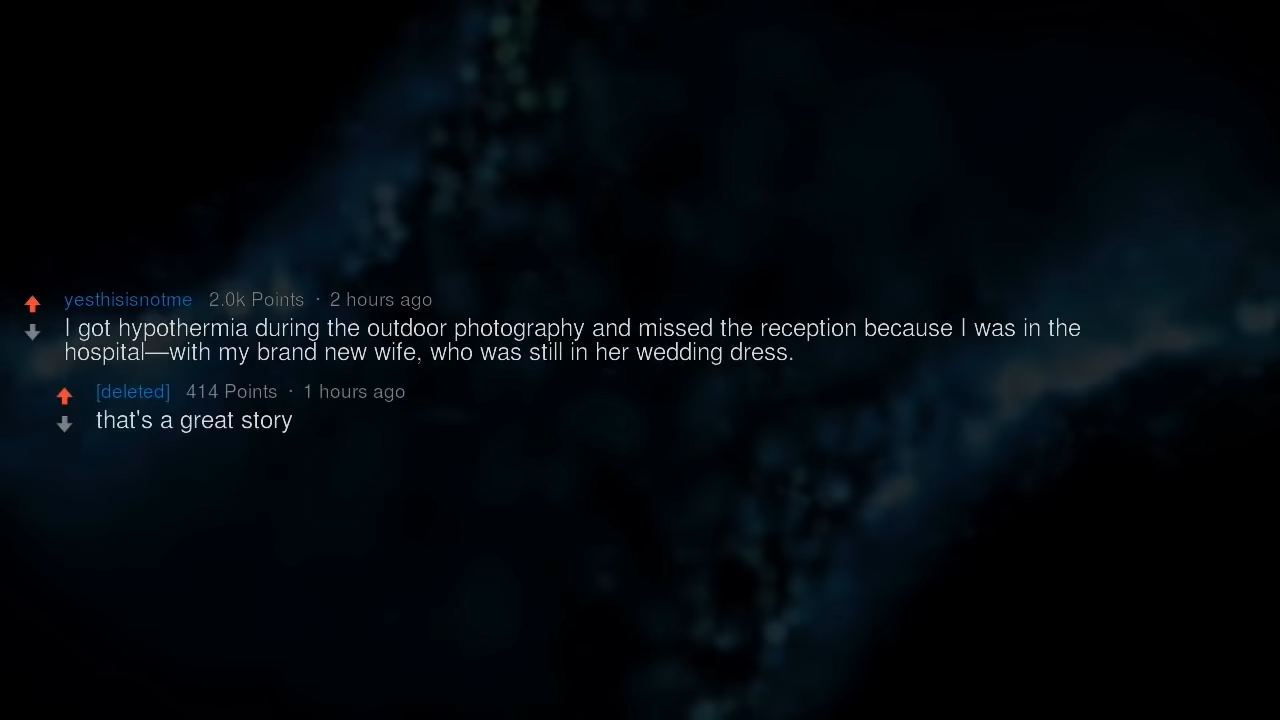 yesthisisnotme 2.0k Points · 2 hours ago
I got hypothermia during the outdoor photography and missed the reception because I was in the
hospital—with my brand new wife, who was still in her wedding dress.
[deleted] 414 Points · 1 hours ago
that's a great story